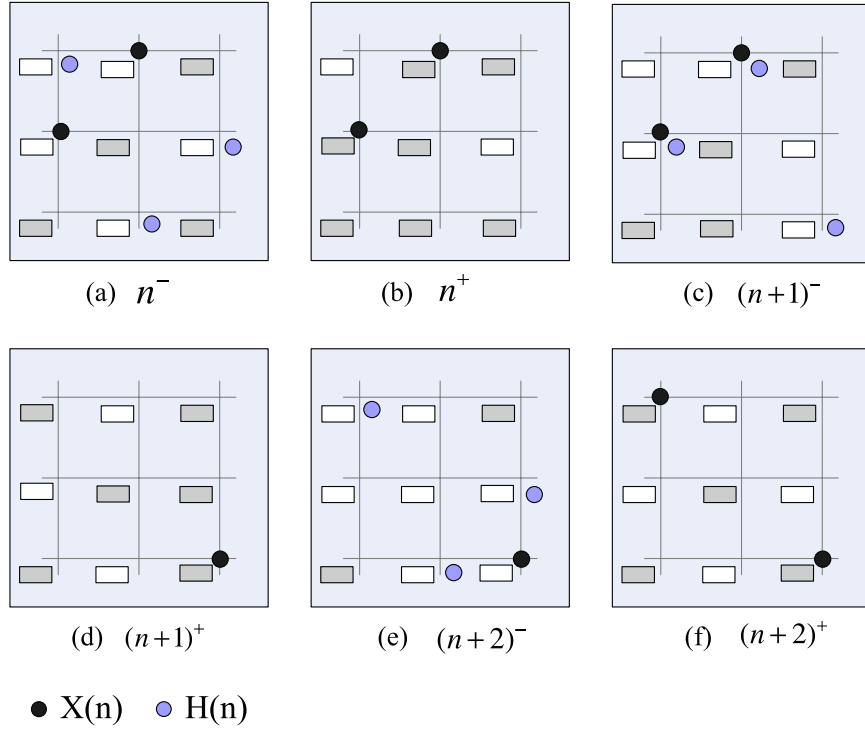 (a) n⁻ (b) n⁺ (c) (n+1)⁻
(d) (n+1)⁺ (e) (n+2)⁻ (f) (n+2)⁺
X(n) H(n)